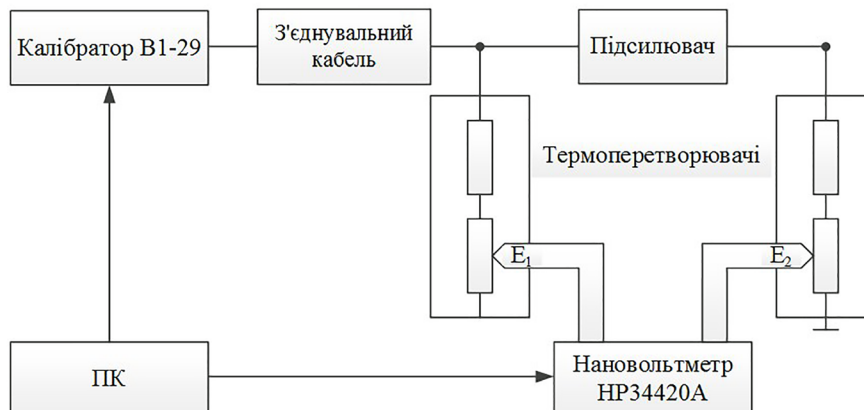 Калібратор В1-29
З'єднувальний
кабель
Підсилювач
Термоперетворювачі
E₁
E₂
ПК
Нановольтметр
HP34420A